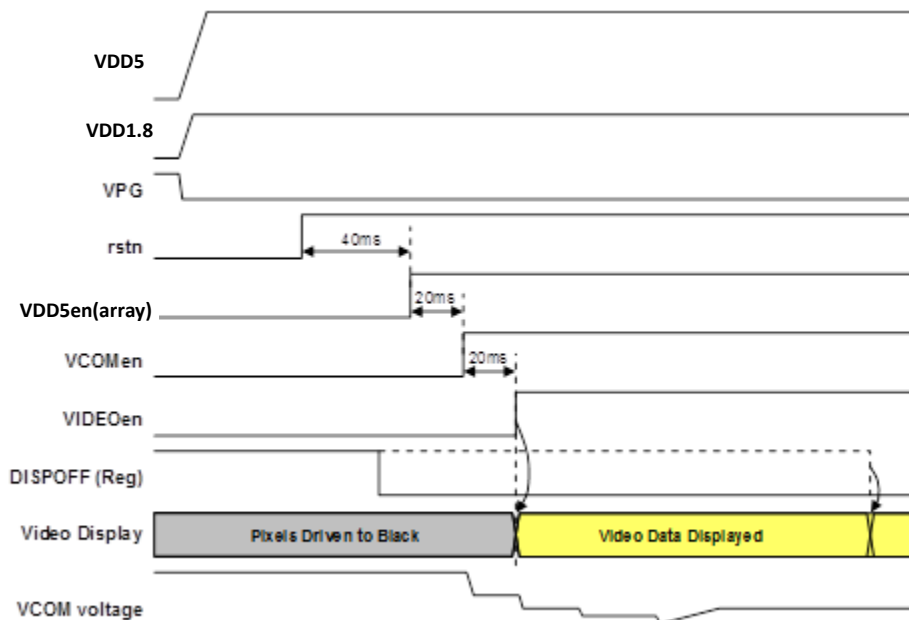 VDD5
VDD1.8
VPG
rstn
40ms
VDD5en(array)
20ms
VCOMen
20ms
VIDEOen
DISPOFF (Reg)
Video Display
Pixels Driven to Black
Video Data Displayed
VCOM voltage